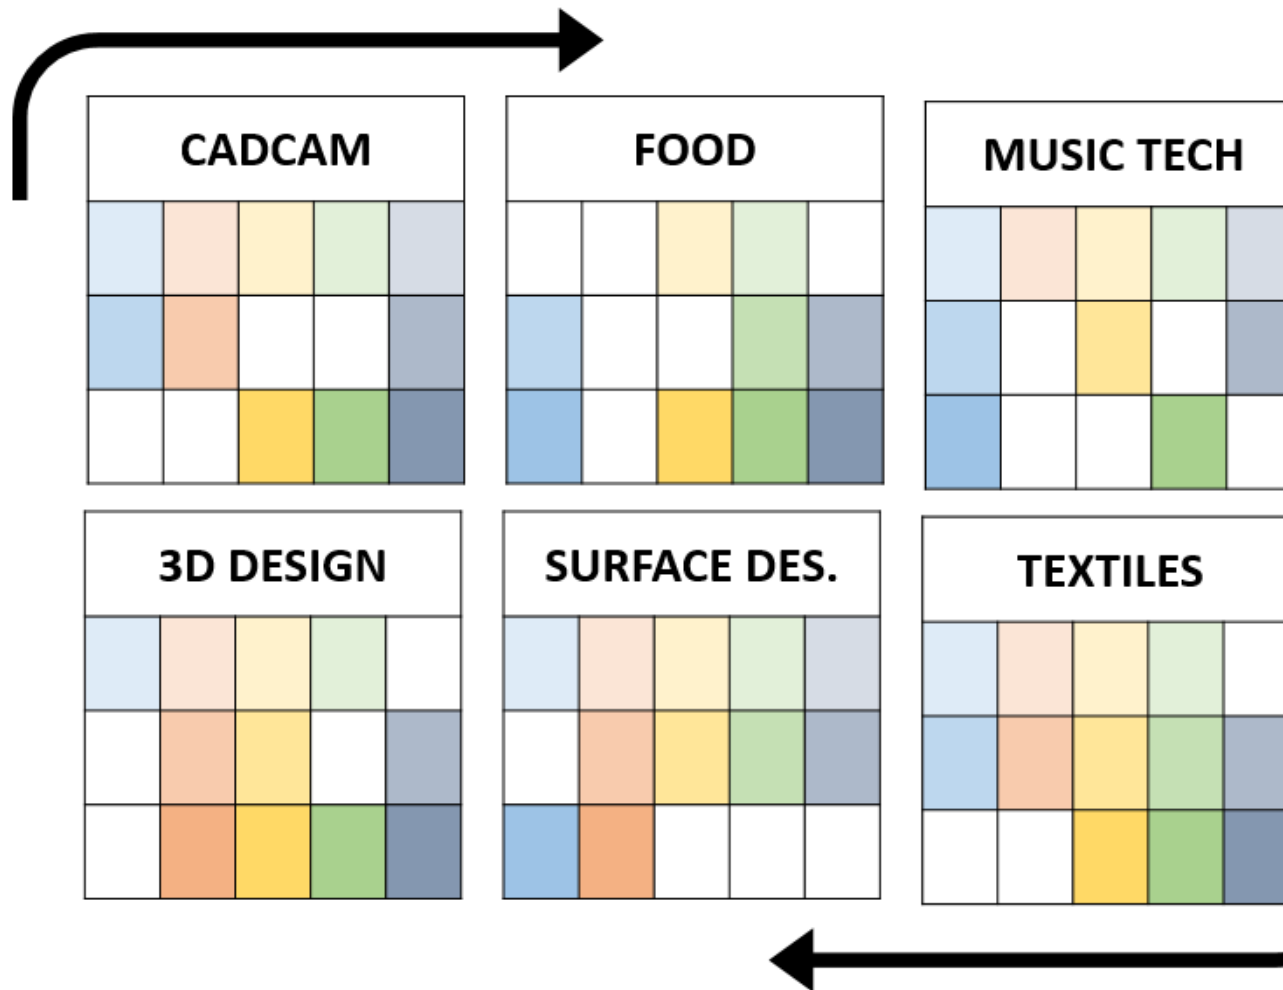 CADCAM
FOOD
MUSIC TECH
3D DESIGN
SURFACE DES.
TEXTILES